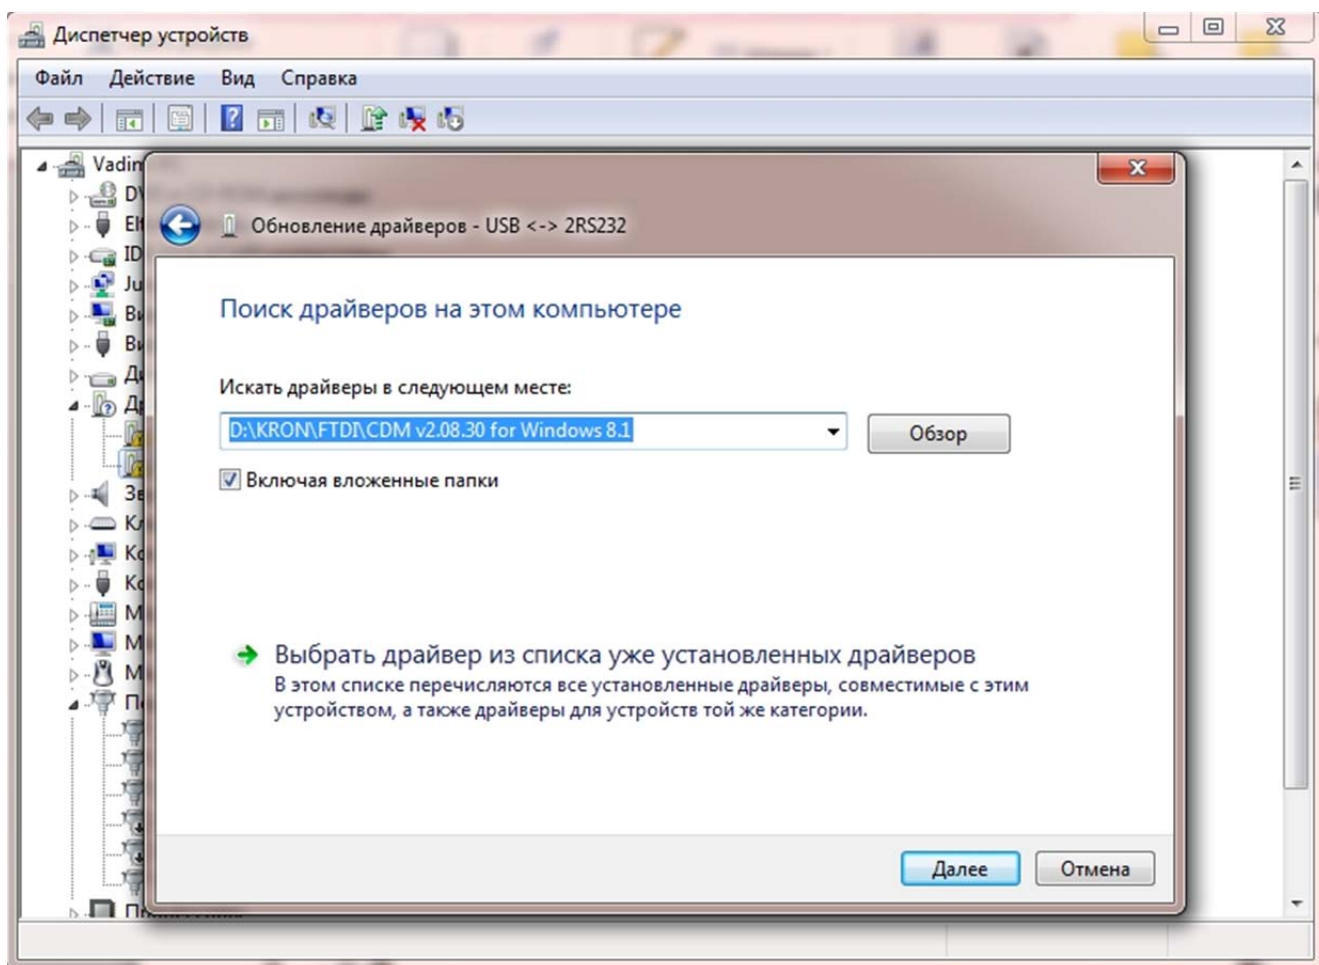 Диспетчер устройств
Файл Действие Вид Справка
Vadim
Обновление драйверов - USB <-> 2RS232
Поиск драйверов на этом компьютере
Искать драйверы в следующем месте:
D:\KRON\FTDI\CDM v2.08.30 for Windows 8.1
Обзор
Включая вложенные папки
Выбрать драйвер из списка уже установленных драйверов
В этом списке перечисляются все установленные драйверы, совместимые с этим
устройством, а также драйверы для устройств той же категории.
Далее Отмена